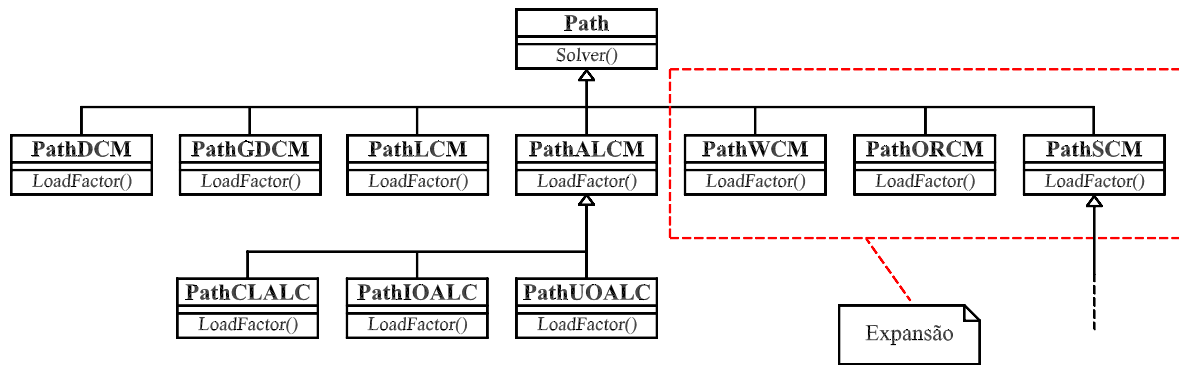 Path
Solver()
PathDCM
LoadFactor()
PathGDCM
LoadFactor()
PathLCM
LoadFactor()
PathALCM
LoadFactor()
PathWCM
LoadFactor()
PathORCM
LoadFactor()
PathSCM
LoadFactor()
PathCLALC
LoadFactor()
PathIOALC
LoadFactor()
PathUOALC
LoadFactor()
Expansão